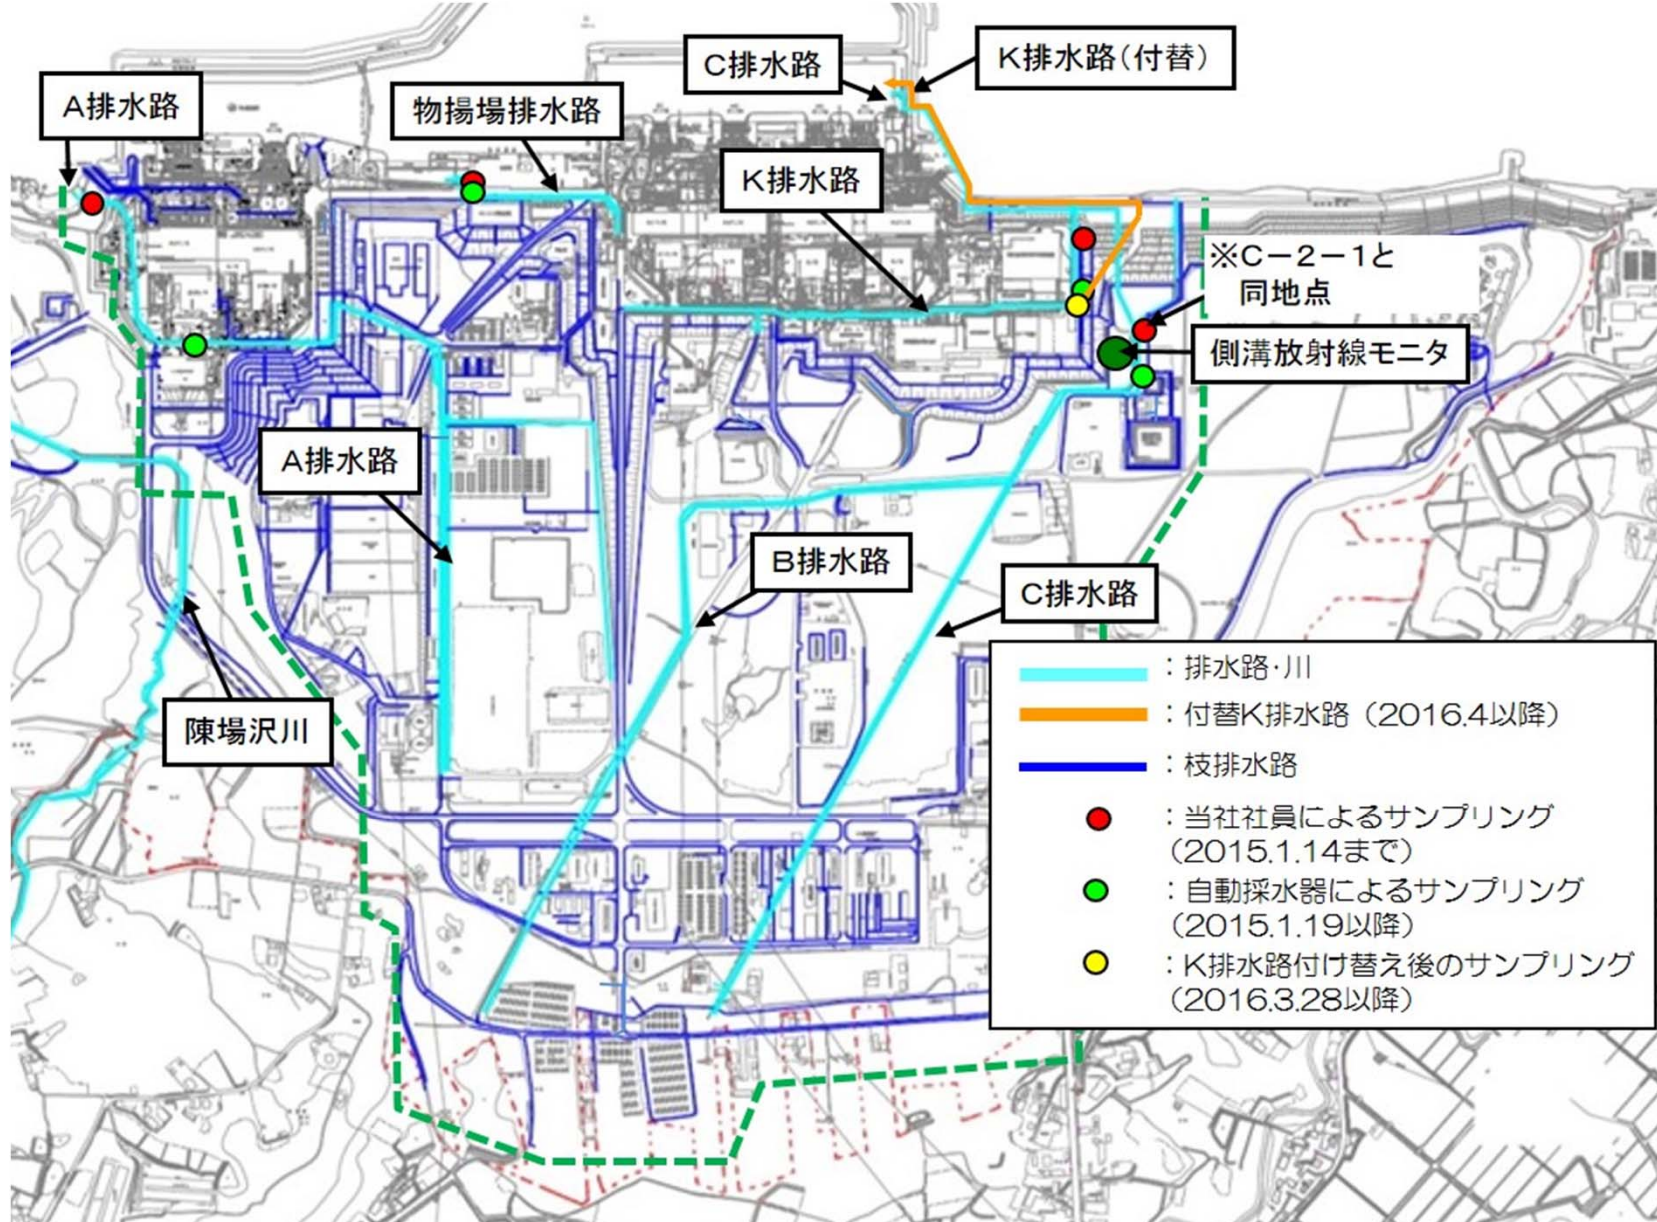 C排水路
K排水路(付替)
A排水路
物揚場排水路
K排水路
※C－2－1と
同地点
側溝放射線モニタ
A排水路
B排水路
C排水路
陳場沢川
：排水路・川
：付替K排水路（2016.4以降）
：枝排水路
：当社社員によるサンプリング
（2015.1.14まで）
：自動採水器によるサンプリング
（2015.1.19以降）
：K排水路付け替え後のサンプリング
（2016.3.28以降）